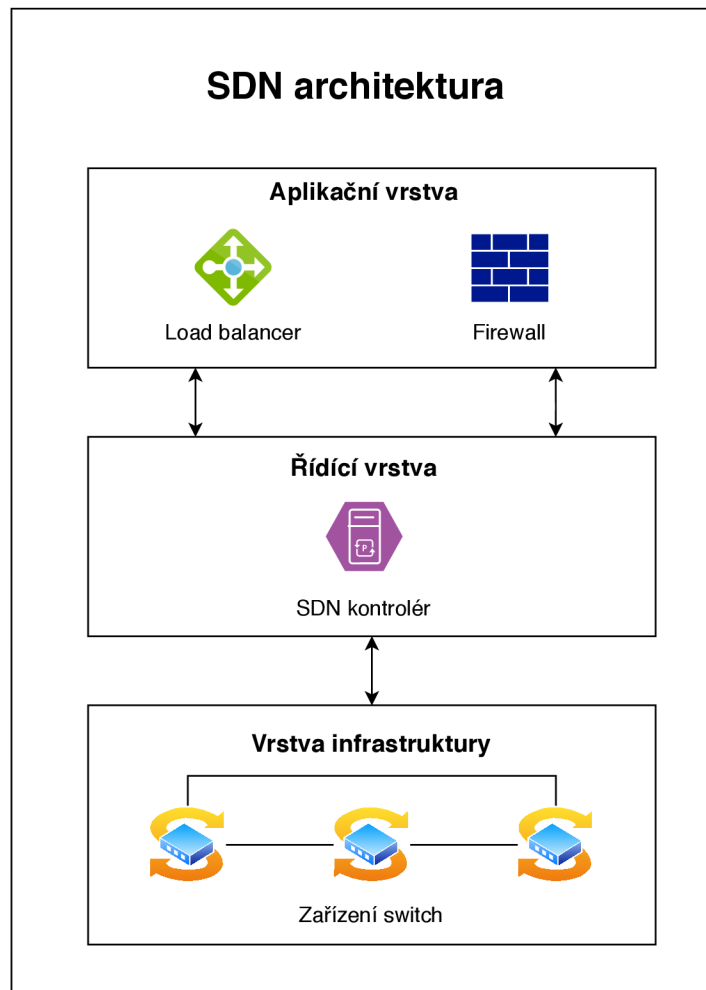 SDN architektura
Aplikační vrstva
Load balancer
Firewall
Řídící vrstva
P
SDN kontrolér
Vrstva infrastruktury
Zařízení switch